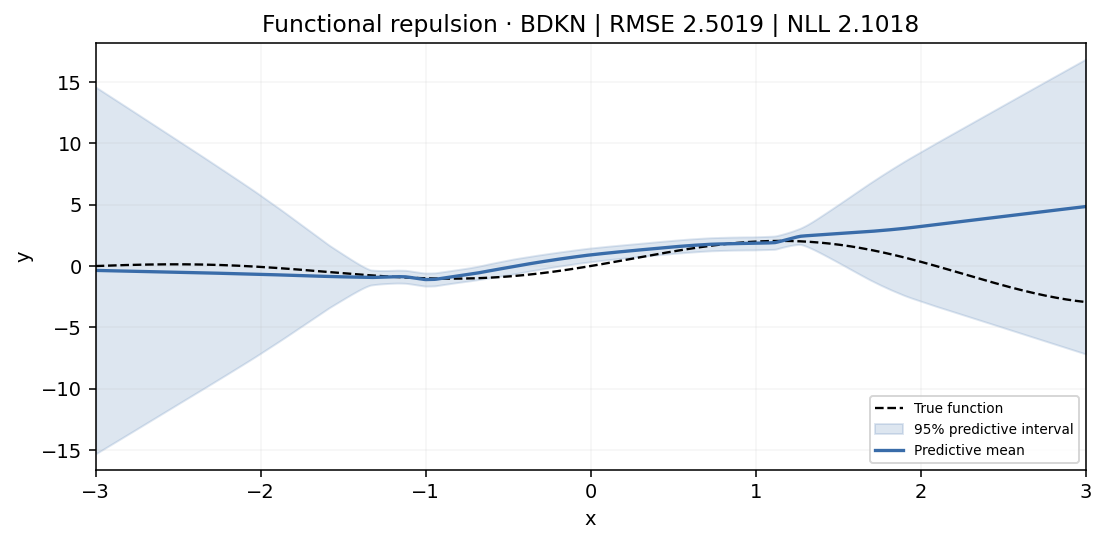 Functional repulsion · BDKN | RMSE 2.5019 | NLL 2.1018
15
10
5
0
−5
−10
−15
y
−3
−2
−1
0
1
2
3
x
True function
95% predictive interval
Predictive mean